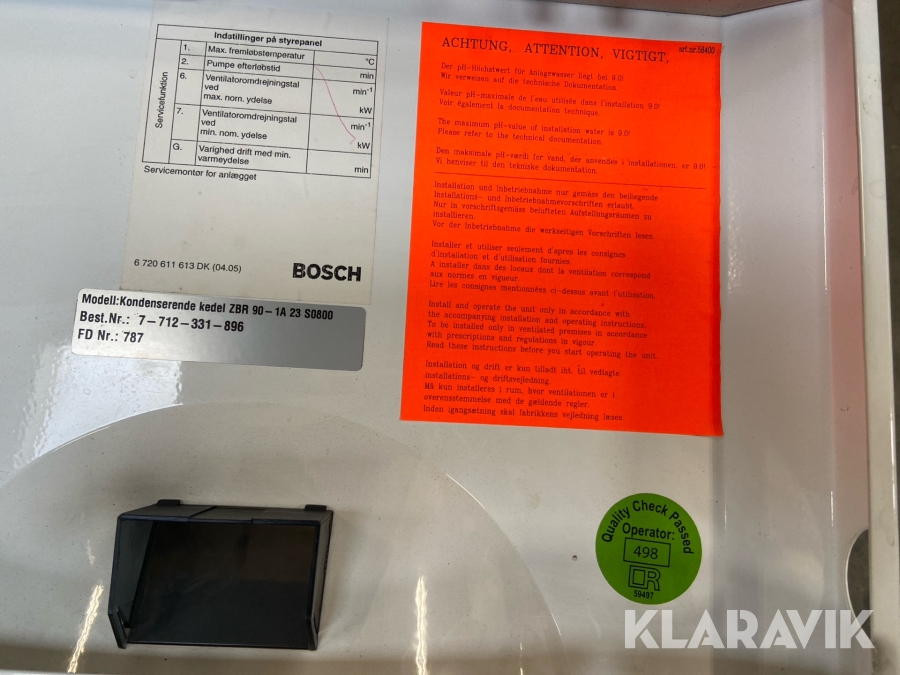 Indstillinger på styrepanel
Servicefunktion
1. Max. fremløbstemperatur °C
2. Pumpe efterløbstid min
6. Ventilatoromdrejningstal min-1
ved
max. nom. ydelse kW
7. Ventilatoromdrejningstal min-1
ved
min. nom. ydelse kW
G. Varighed drift med min. varmeydelse min
Servicemontør for anlægget
6 720 611 613 DK (04.05)
BOSCH
Modell:Kondenserende kedel ZBR 90-1A 23 S0800
Best.Nr.: 7-712-331-896
FD Nr.: 787
ACHTUNG, ATTENTION, VIGTIGT,
art.nr.58400
Der pH-Höchstwert für Anlagewasser liegt bei 9.0!
Wir verweisen auf die technische Dokumentation.
Valeur pH-maximale de l'eau utilisée dans l'installation 9.0!
Voir également la documentation technique.
The maximum pH-value of installation water is 9.0!
Please refer to the technical documentation.
Den maksimale pH-værdi for vand, der anvendes i installationen, er 9.0!
Vi henviser til den tekniske dokumentation.
Installation und Inbetriebnahme nur gemäss den beiliegende
Installations- und Inbetriebnahmevorschriften erlaubt.
Nur in vorschriftsgemäss belüfteten Aufstellungsräumen zu
installieren.
Vor der Inbetriebnahme die werkseitigen Vorschriften lesen.
Installer et utiliser seulement d'apres les consignes
d'installation et d'utilisation fournies.
A installer dans des locaux dont la ventilation correspond
aux normes en vigueur.
Lire les consignes mentionnées ci-dessus avant l'utilisation.
Install and operate the unit only in accordance with
the accompanying installation and operating instructions.
To be installed only in ventilated premises in accordance
with prescriptions and regulations in vigour.
Read these instructions before you start operating the unit.
Installation og drift er kun tilladt iht. til vedlagte
installations- og driftsvejledning.
Må kun installeres i rum, hvor ventilationen er i
overensstemmelse med de gældende regler.
Inden igangsætning skal fabrikkens vejledning læses.
Quality Check Passed
Operator:
498
R
59497
KLARAVIK